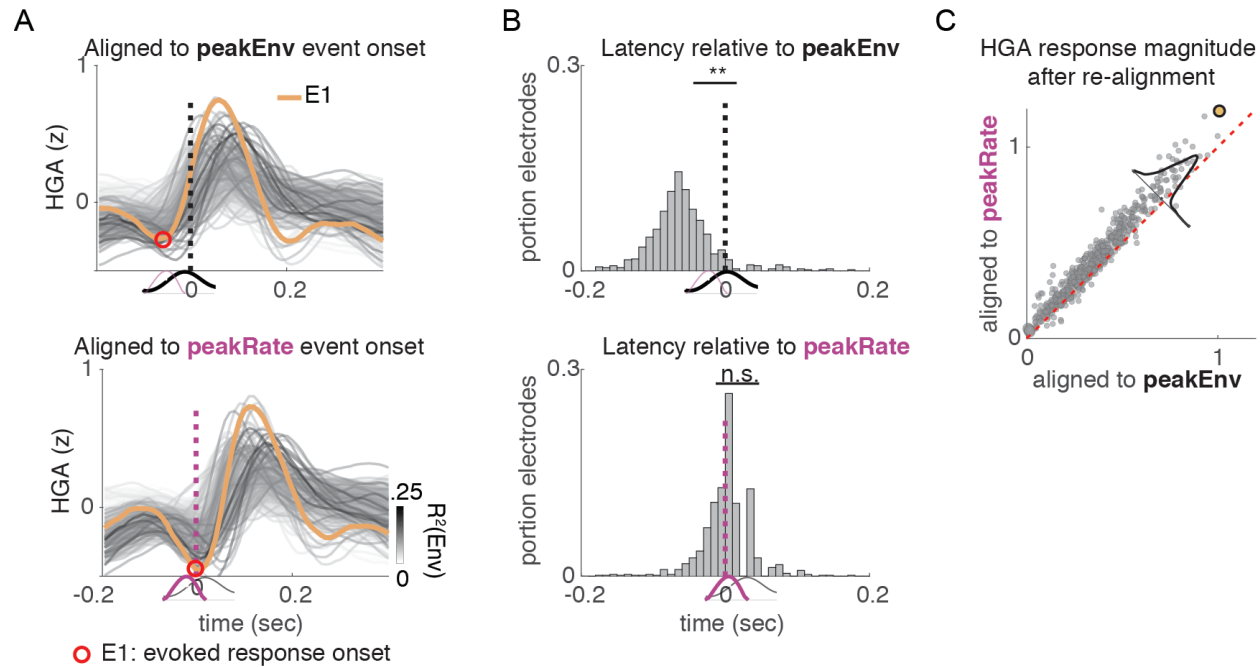 A
Aligned to peakEnv event onset
1
E1
HGA (z)
0
0
0.2
Aligned to peakRate event onset
1
HGA (z)
0
.25
R²(Env)
0
-0.2
0
0.2
time (sec)
E1: evoked response onset
B
Latency relative to peakEnv
0.3
**
portion electrodes
0
-0.2
0
0.2
Latency relative to peakRate
0.3
n.s.
portion electrodes
0
-0.2
0
0.2
time (sec)
C
HGA response magnitude
after re-alignment
aligned to peakRate
1
0
0
1
aligned to peakEnv